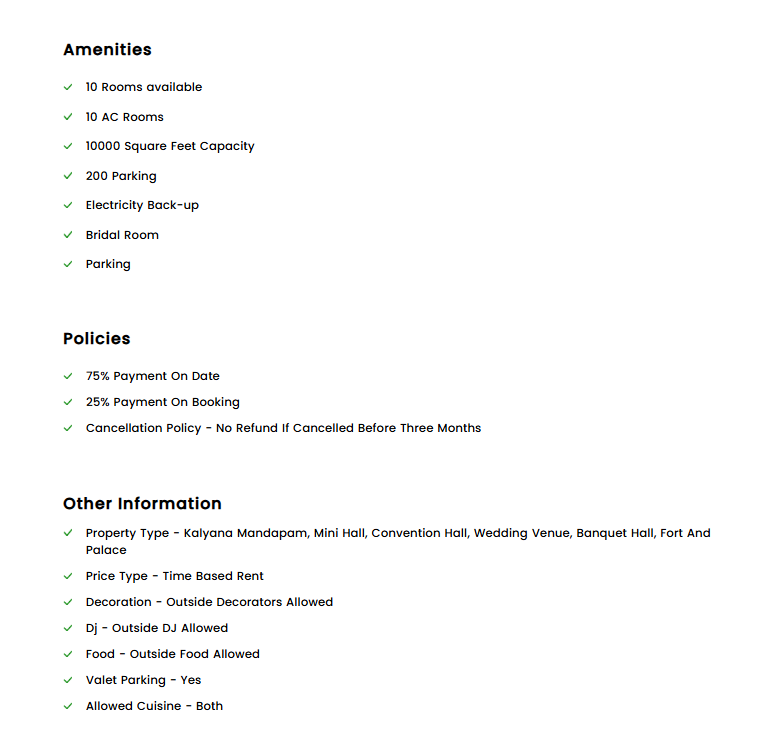 Amenities
10 Rooms available
10 AC Rooms
10000 Square Feet Capacity
200 Parking
Electricity Back-up
Bridal Room
Parking
Policies
75% Payment On Date
25% Payment On Booking
Cancellation Policy - No Refund If Cancelled Before Three Months
Other Information
Property Type - Kalyana Mandapam, Mini Hall, Convention Hall, Wedding Venue, Banquet Hall, Fort And
Palace
Price Type - Time Based Rent
Decoration - Outside Decorators Allowed
Dj - Outside DJ Allowed
Food - Outside Food Allowed
Valet Parking - Yes
Allowed Cuisine - Both